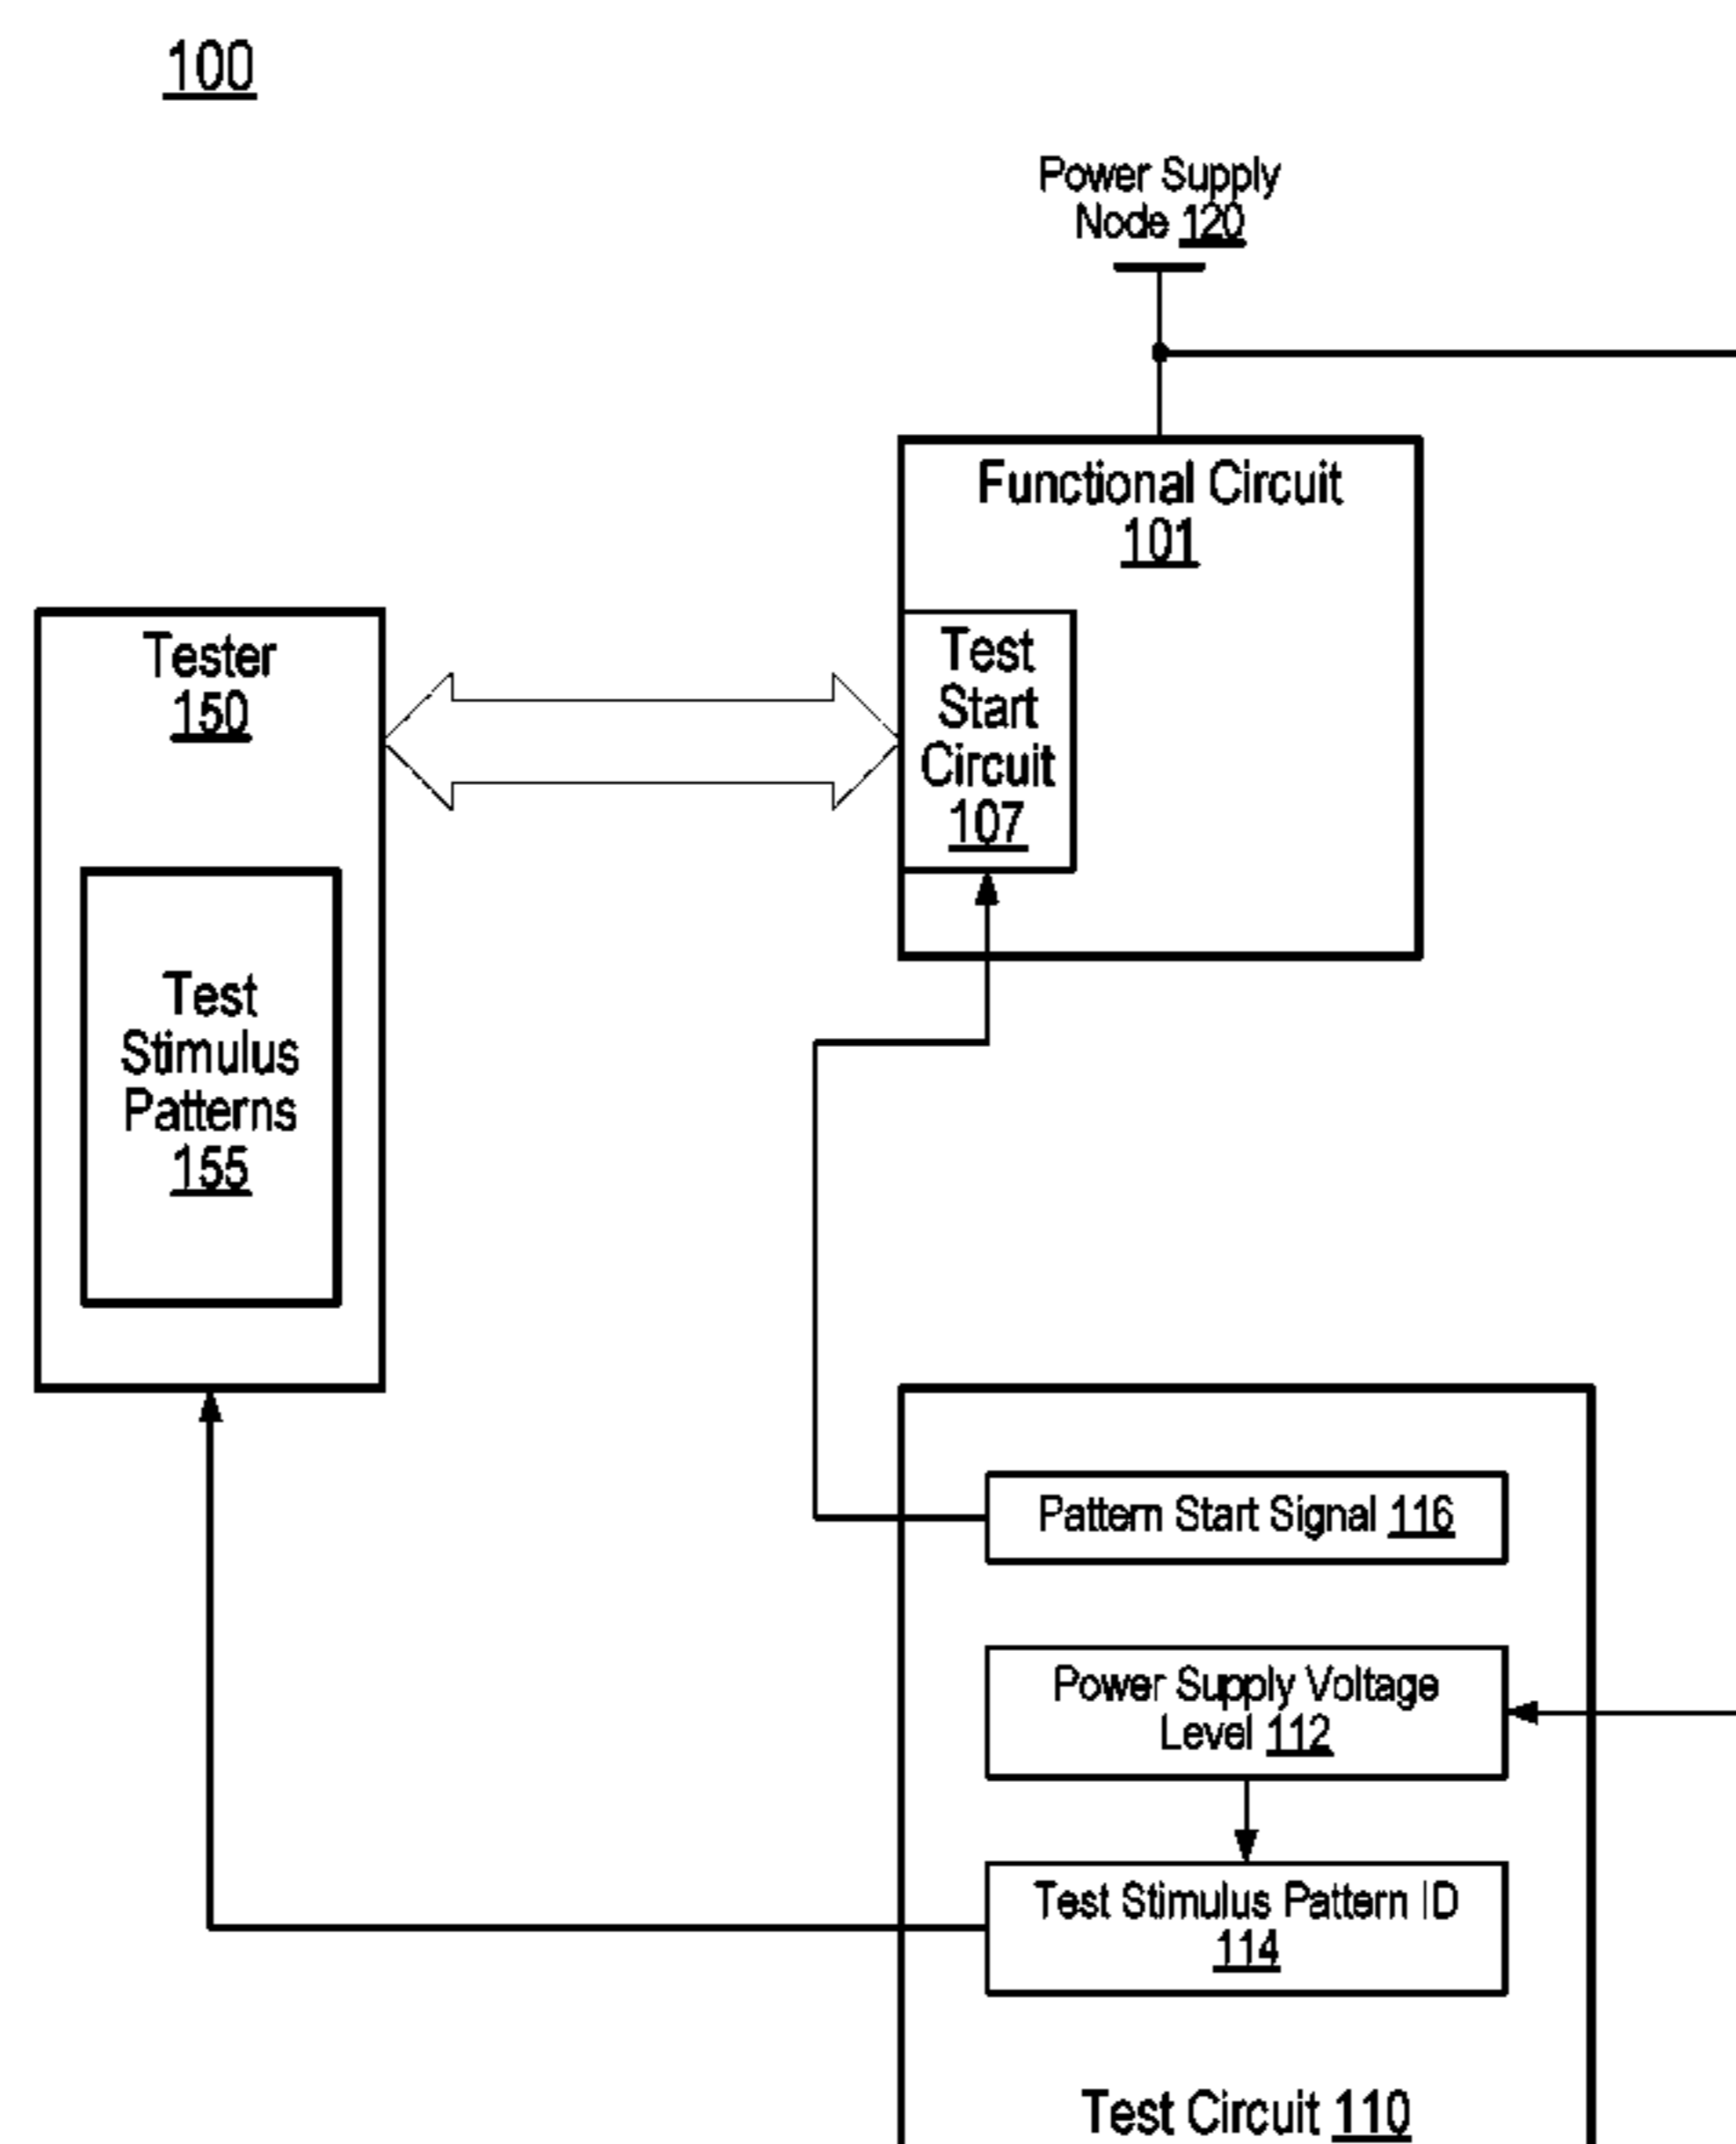 100
Power Supply
Node 120
Functional Circuit
101
Test
Start
Circuit
107
Tester
150
Test
Stimulus
Patterns
155
Pattern Start Signal 116
Power Supply Voltage
Level 112
Test Stimulus Pattern ID
114
Test Circuit 110